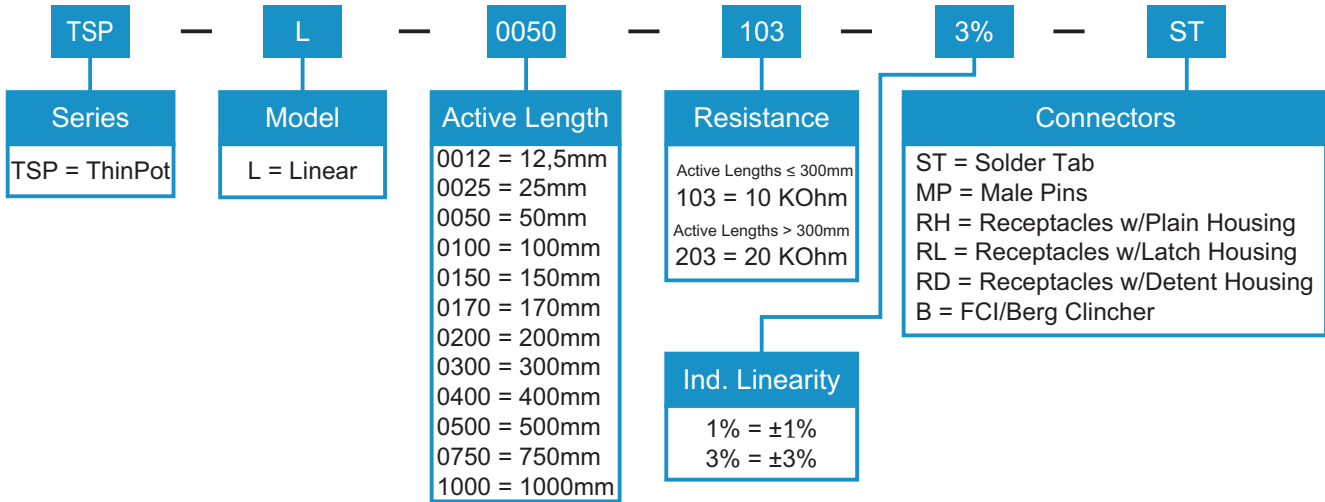 TSP — L — 0050 — 103 — 3% — ST
Series
TSP = ThinPot
Model
L = Linear
Active Length
0012 = 12,5mm
0025 = 25mm
0050 = 50mm
0100 = 100mm
0150 = 150mm
0170 = 170mm
0200 = 200mm
0300 = 300mm
0400 = 400mm
0500 = 500mm
0750 = 750mm
1000 = 1000mm
Resistance
Active Lengths ≤ 300mm
103 = 10 KOhm
Active Lengths > 300mm
203 = 20 KOhm
Ind. Linearity
1% = ±1%
3% = ±3%
Connectors
ST = Solder Tab
MP = Male Pins
RH = Receptacles w/Plain Housing
RL = Receptacles w/Latch Housing
RD = Receptacles w/Detent Housing
B = FCI/Berg Clincher